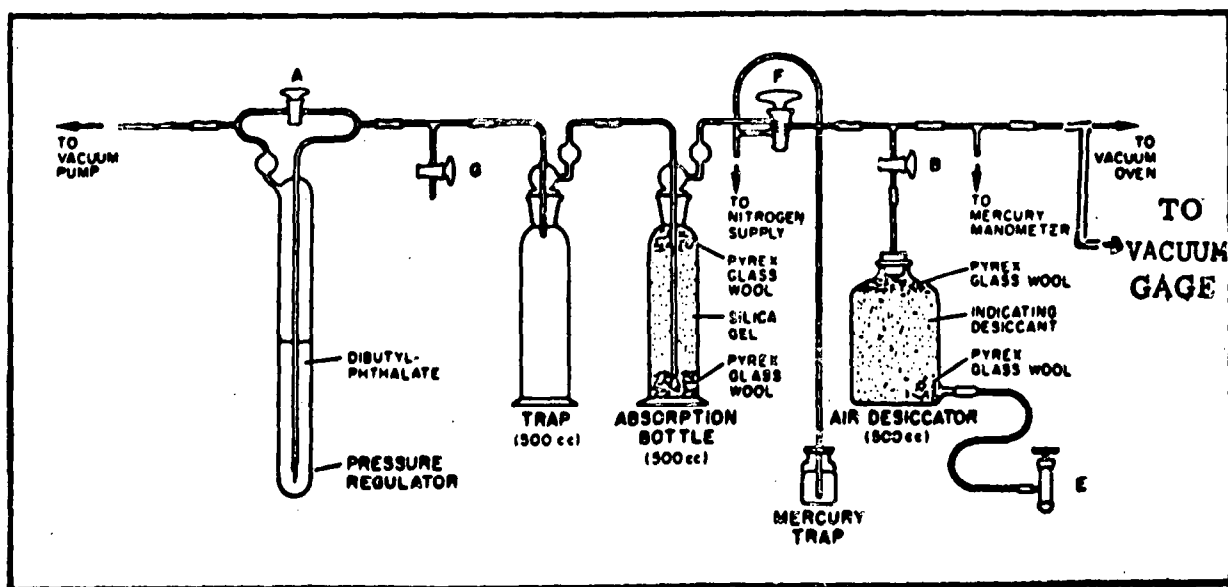 A
F
TO
VACUUM
PUMP
G
B
TO
NITROGEN
SUPPLY
TO
MERCURY
MANOMETER
TO
VACUUM
OVEN
TO
VACUUM
GAGE
PYREX
GLASS
WOOL
SILICA
GEL
PYREX
GLASS
WOOL
PYREX
GLASS WOOL
INDICATING
DESICCANT
PYREX
GLASS WOOL
DIBUTYL-
PHTHALATE
PRESSURE
REGULATOR
TRAP
(500 cc)
ABSORPTION
BOTTLE
(500cc)
AIR DESICCATOR
(500cc)
E
MERCURY
TRAP